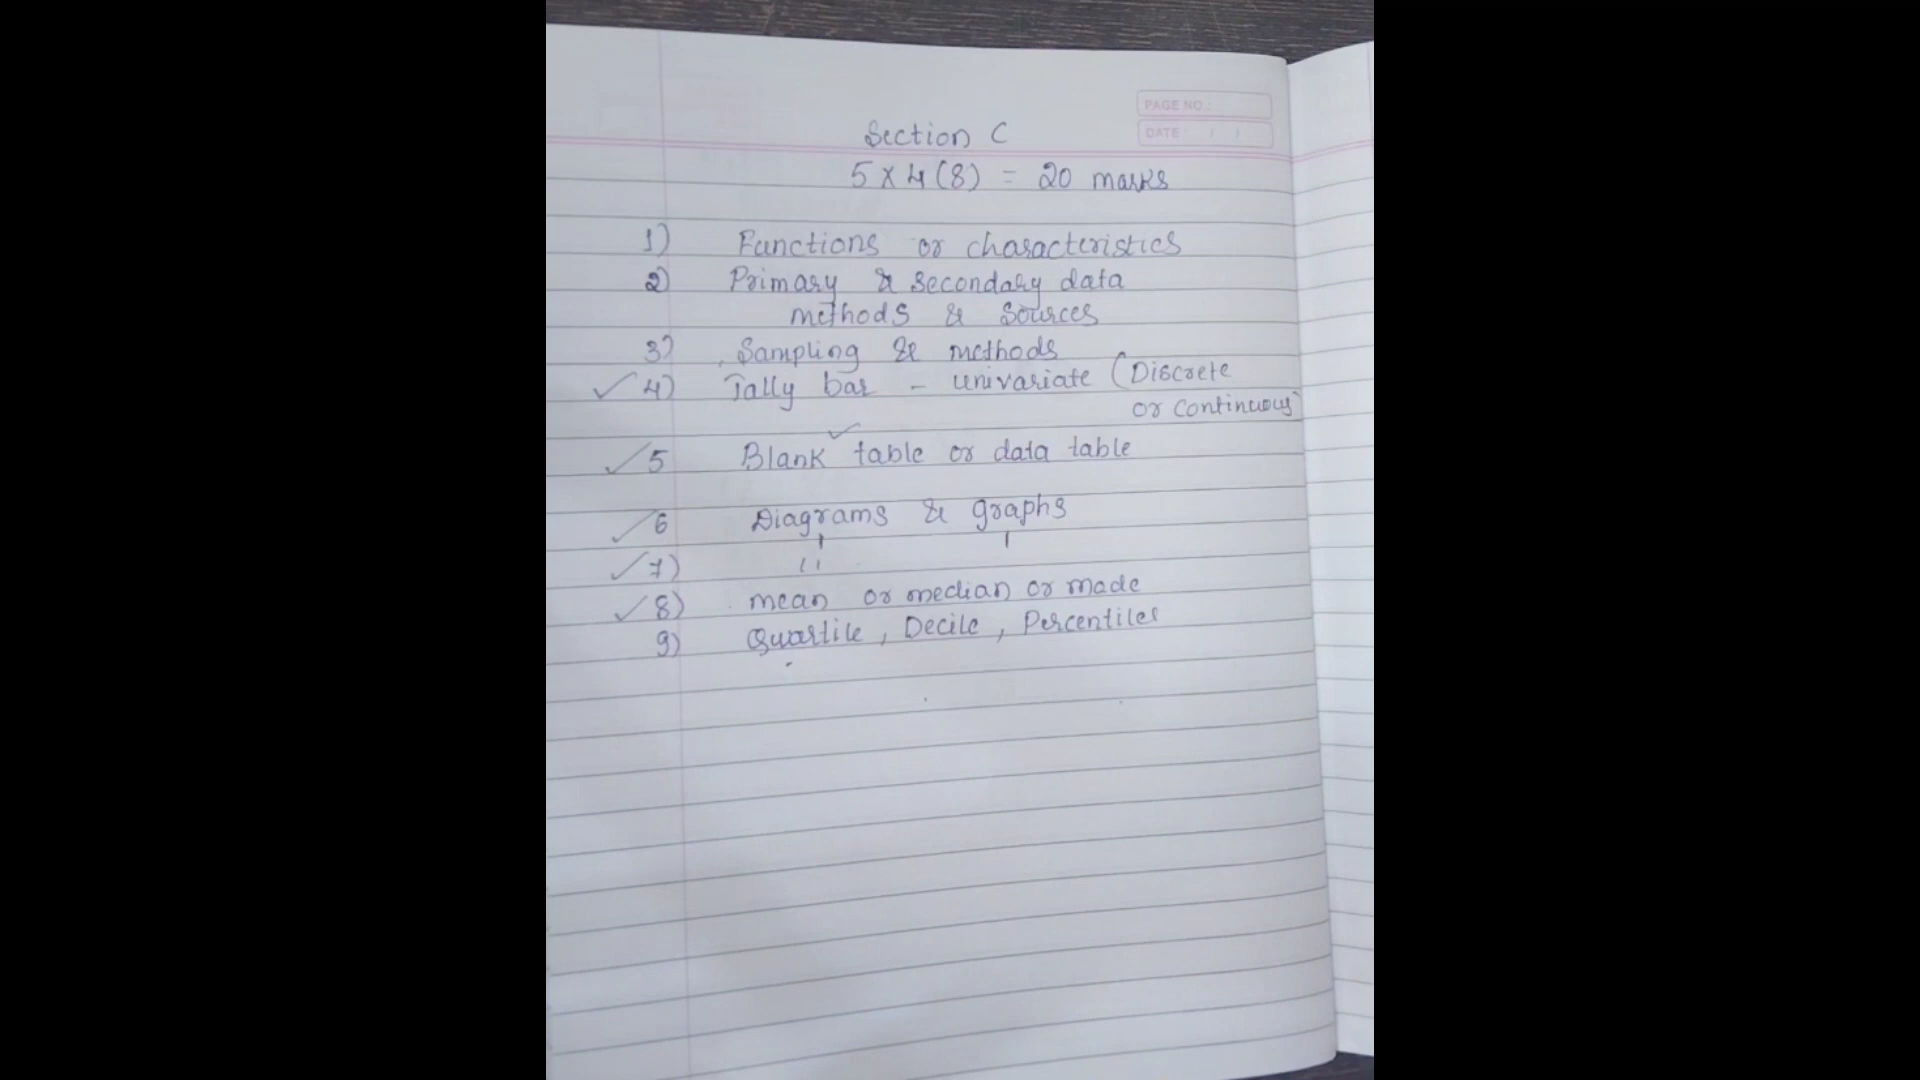 PAGE NO.:
DATE: / /
Section C
5 x 4 (8) = 20 marks
1) Functions or characteristics
2) Primary & Secondary data
methods & Sources
3) Sampling & methods
✓ 4) Tally bar - univariate (Discrete
or continuous)
✓ 5 Blank table or data table
✓ 6 Diagrams & graphs
✓ 7) ''
✓ 8) mean or median or made
9) Quartile, Decile, Percentiles